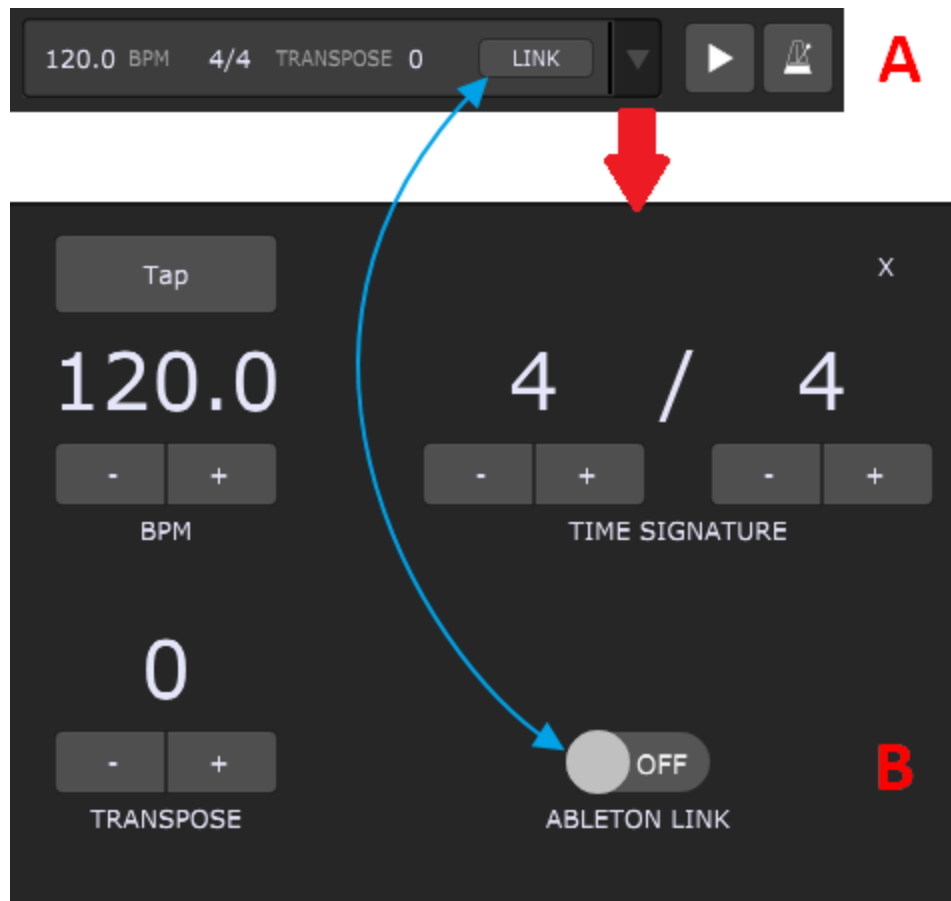 120.0 BPM 4/4 TRANSPOSE 0 LINK
A
Tap
X
120.0
4 / 4
- +
- +
- +
BPM
TIME SIGNATURE
0
- +
OFF
B
TRANSPOSE
ABLETON LINK